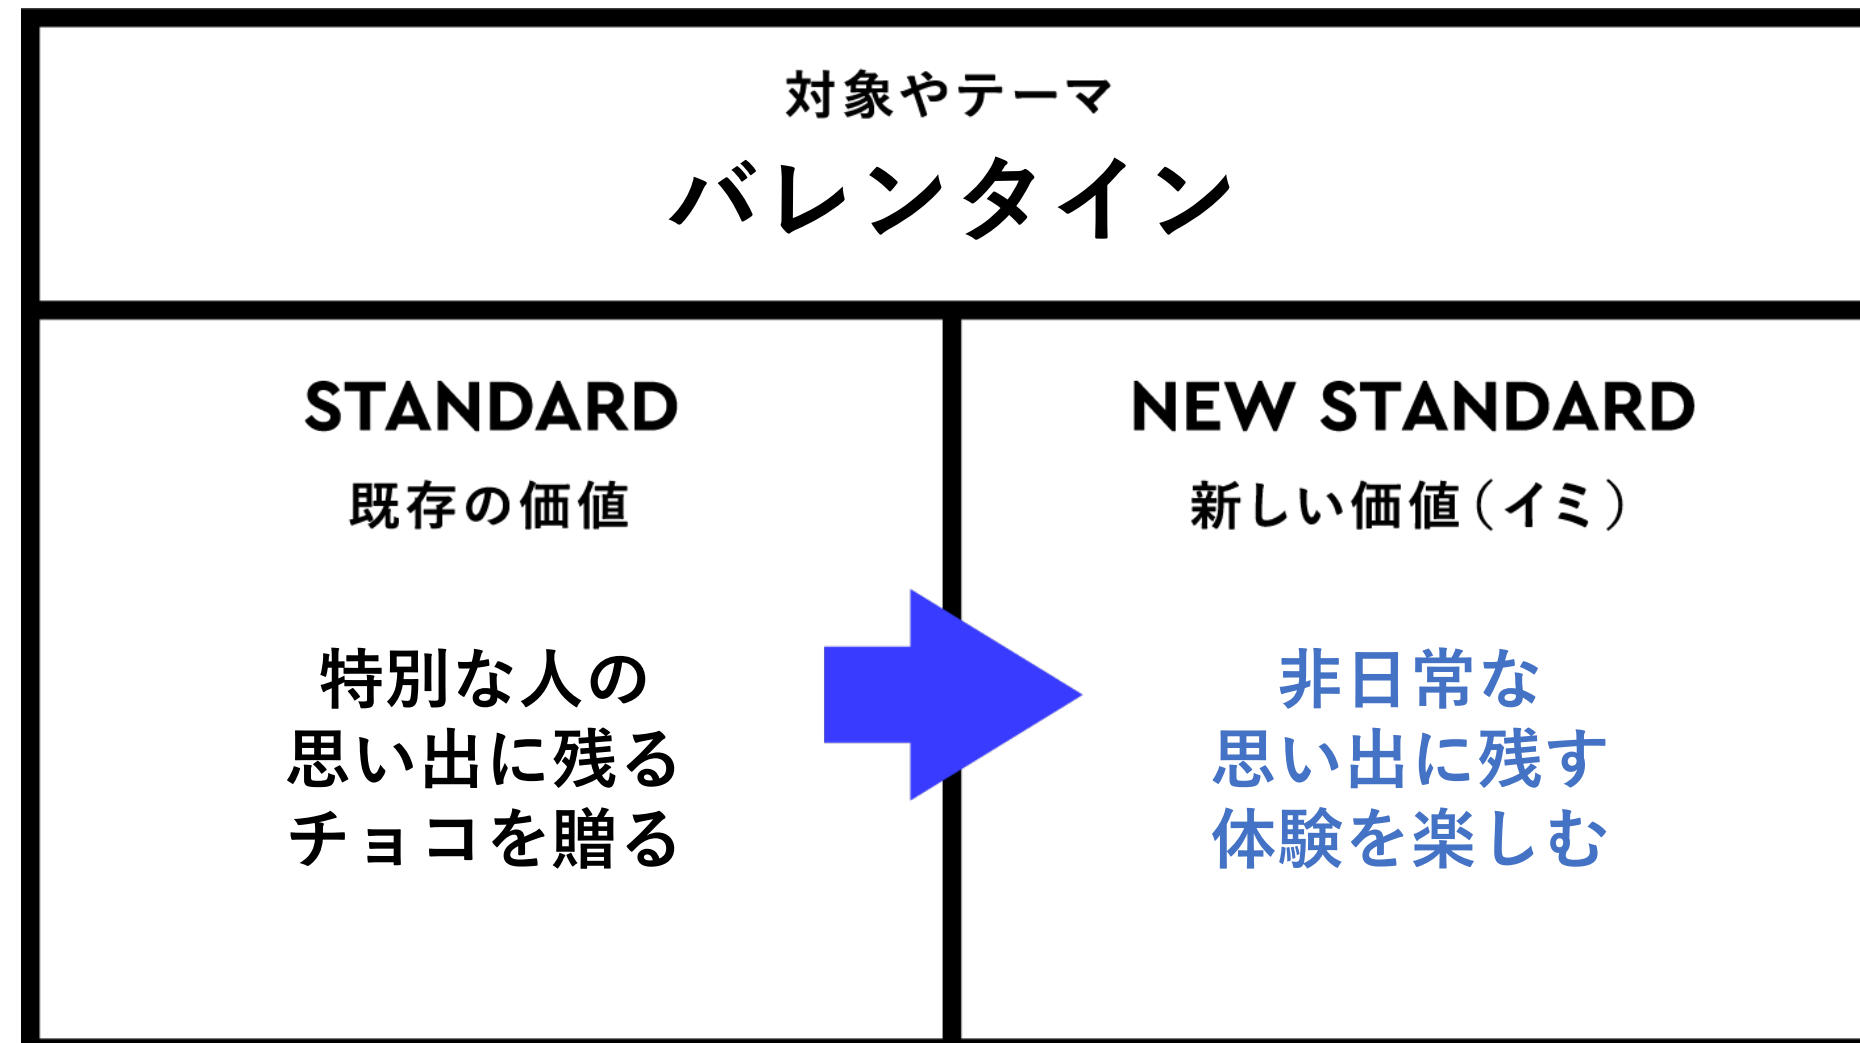 対象やテーマ
バレンタイン
STANDARD
既存の価値
特別な人の
思い出に残る
チョコを贈る
NEW STANDARD
新しい価値（イミ）
非日常な
思い出に残す
体験を楽しむ